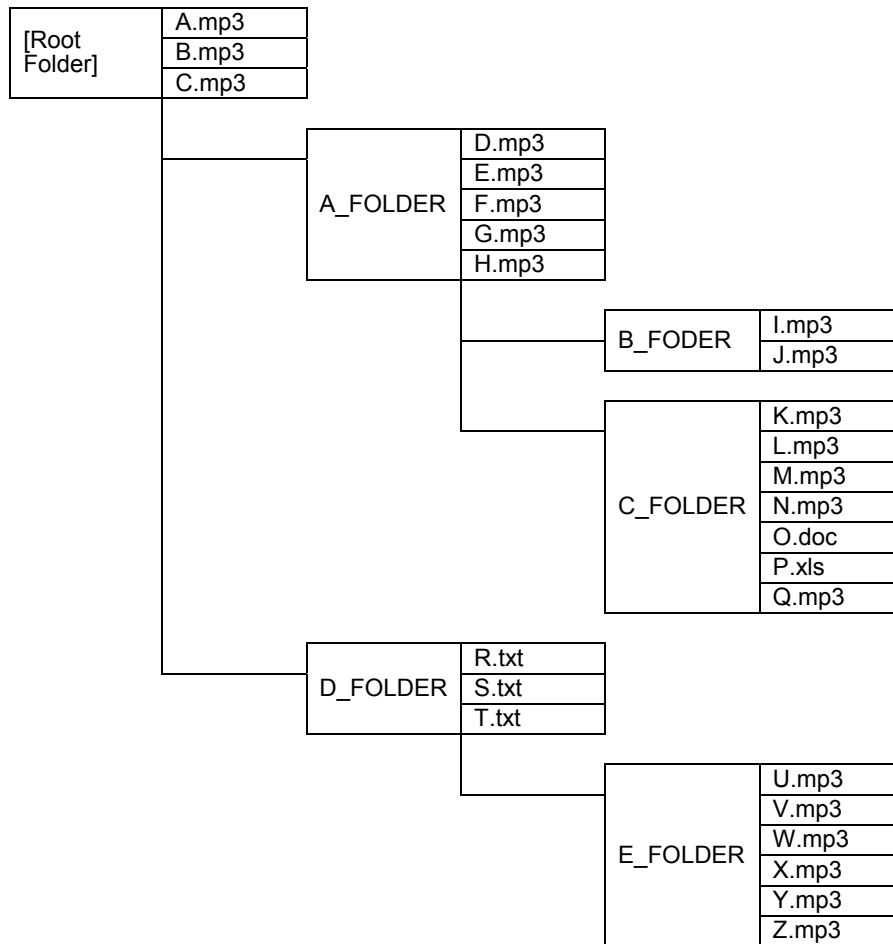 [Root
Folder]
A.mp3
B.mp3
C.mp3
A_FOLDER
D.mp3
E.mp3
F.mp3
G.mp3
H.mp3
B_FODER
I.mp3
J.mp3
C_FOLDER
K.mp3
L.mp3
M.mp3
N.mp3
O.doc
P.xls
Q.mp3
D_FOLDER
R.txt
S.txt
T.txt
E_FOLDER
U.mp3
V.mp3
W.mp3
X.mp3
Y.mp3
Z.mp3